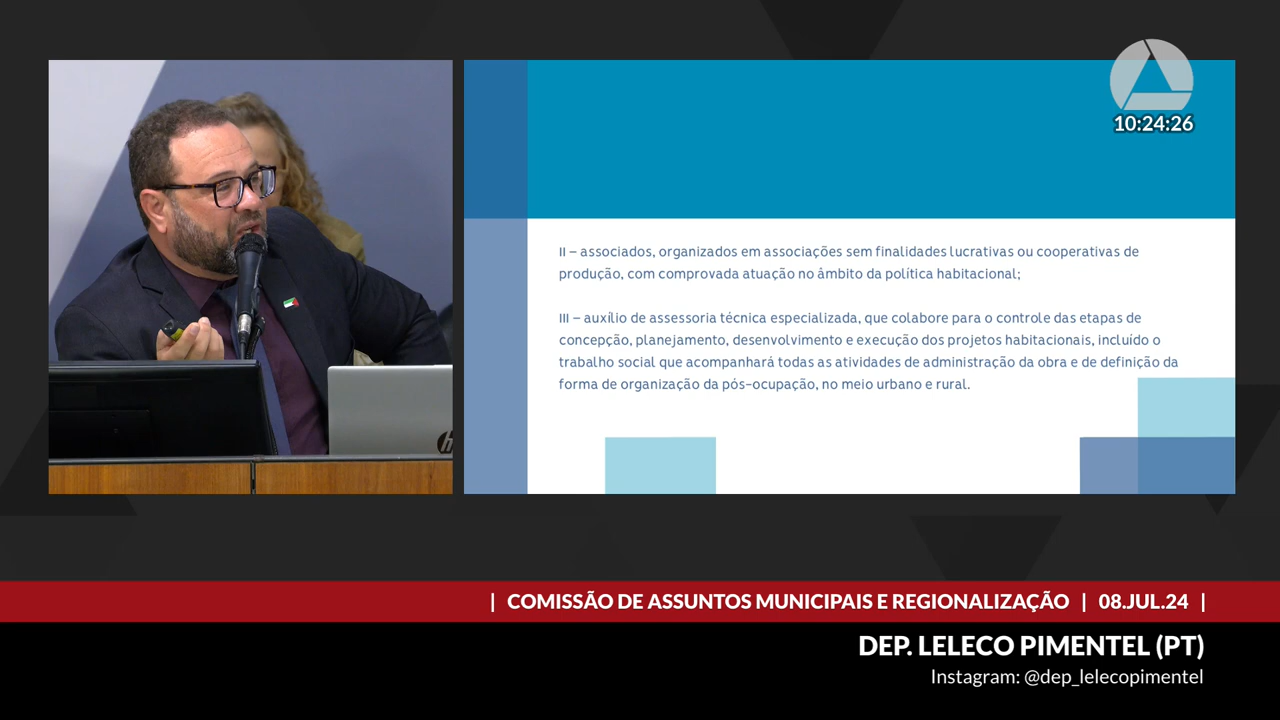 10:24:26
II – associados, organizados em associações sem finalidades lucrativas ou cooperativas de
produção, com comprovada atuação no âmbito da política habitacional;
III – auxílio de assessoria técnica especializada, que colabore para o controle das etapas de
concepção, planejamento, desenvolvimento e execução dos projetos habitacionais, incluído o
trabalho social que acompanhará todas as atividades de administração da obra e de definição da
forma de organização da pós-ocupação, no meio urbano e rural.
hp
| COMISSÃO DE ASSUNTOS MUNICIPAIS E REGIONALIZAÇÃO | 08.JUL.24 |
DEP. LELECO PIMENTEL (PT)
Instagram: @dep_lelecopimentel